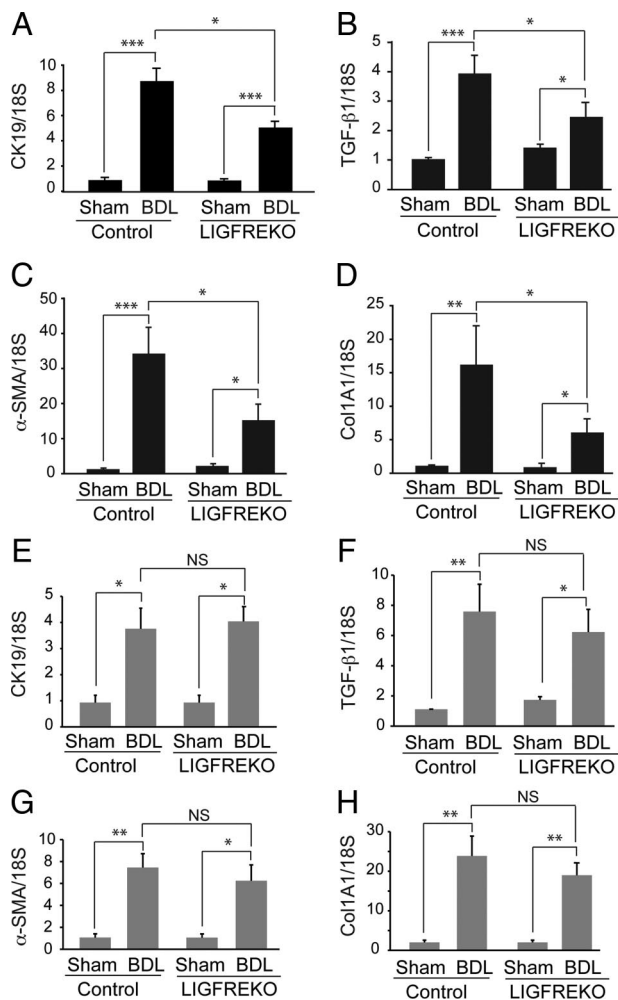 A
***
*
***
CK19/18S
10
8
6
4
2
0
Sham BDL Sham BDL
Control LIGFREKO
B
***
*
*
TGF-β1/18S
5
4
3
2
1
0
Sham BDL Sham BDL
Control LIGFREKO
C
***
*
*
α-SMA/18S
50
40
30
20
10
0
Sham BDL Sham BDL
Control LIGFREKO
D
**
*
*
Col1A1/18S
25
20
15
10
5
0
Sham BDL Sham BDL
Control LIGFREKO
E
NS
*
*
CK19/18S
5
4
3
2
1
0
Sham BDL Sham BDL
Control LIGFREKO
F
NS
**
*
TGF-β1/18S
10
8
6
4
2
0
Sham BDL Sham BDL
Control LIGFREKO
G
NS
**
*
α-SMA/18S
10
8
6
4
2
0
Sham BDL Sham BDL
Control LIGFREKO
H
NS
**
**
Col1A1/18S
30
20
10
0
Sham BDL Sham BDL
Control LIGFREKO